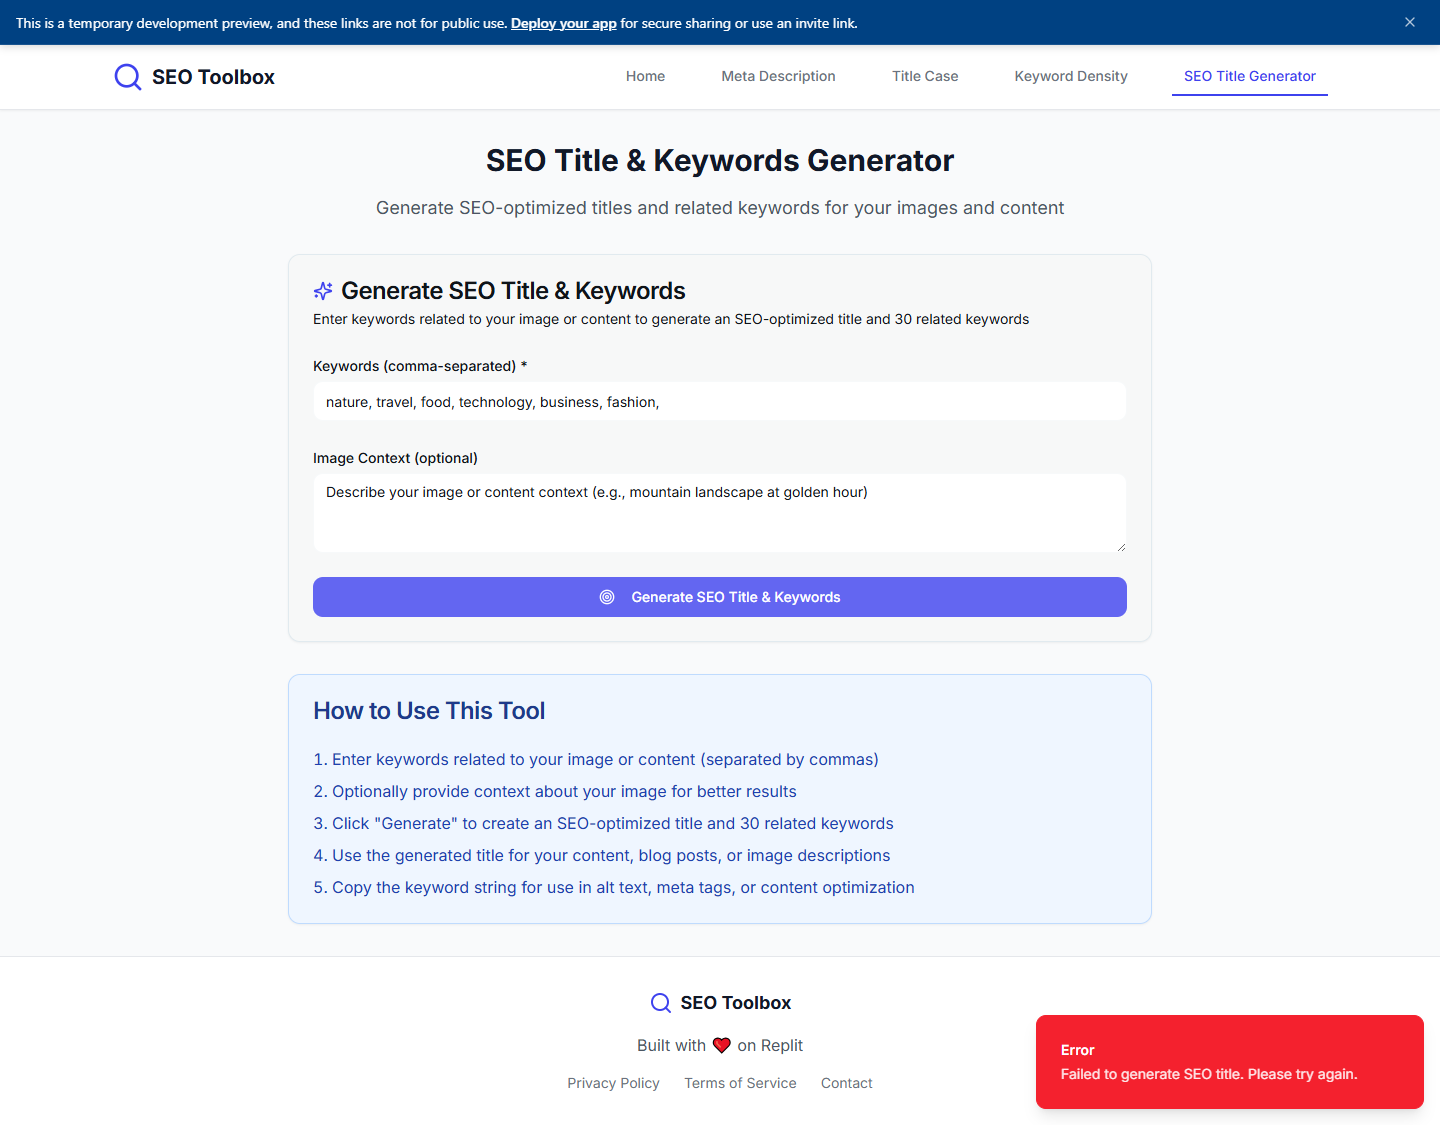 This is a temporary development preview, and these links are not for public use. Deploy your app for secure sharing or use an invite link.
SEO Toolbox
Home
Meta Description
Title Case
Keyword Density
SEO Title Generator
SEO Title & Keywords Generator
Generate SEO-optimized titles and related keywords for your images and content
Generate SEO Title & Keywords
Enter keywords related to your image or content to generate an SEO-optimized title and 30 related keywords
Keywords (comma-separated) *
nature, travel, food, technology, business, fashion,
Image Context (optional)
Describe your image or content context (e.g., mountain landscape at golden hour)
Generate SEO Title & Keywords
How to Use This Tool
1. Enter keywords related to your image or content (separated by commas)
2. Optionally provide context about your image for better results
3. Click "Generate" to create an SEO-optimized title and 30 related keywords
4. Use the generated title for your content, blog posts, or image descriptions
5. Copy the keyword string for use in alt text, meta tags, or content optimization
SEO Toolbox
Built with ❤️ on Replit
Privacy Policy
Terms of Service
Contact
Error
Failed to generate SEO title. Please try again.